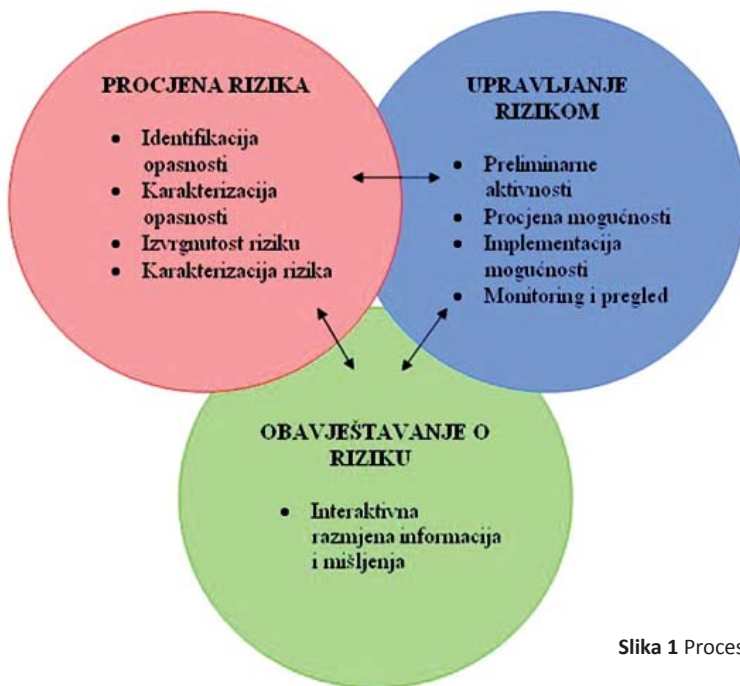 PROCJENA RIZIKA
• Identifikacija
opasnosti
• Karakterizacija
opasnosti
• Izvrgnutost riziku
• Karakterizacija rizika
UPRAVLJANJE
RIZIKOM
• Preliminarne
aktivnosti
• Procjena mogućnosti
• Implementacija
mogućnosti
• Monitoring i pregled
OBAVJEŠTAVANJE O
RIZIKU
• Interaktivna
razmjena informacija
i mišljenja
Slika 1 Proces